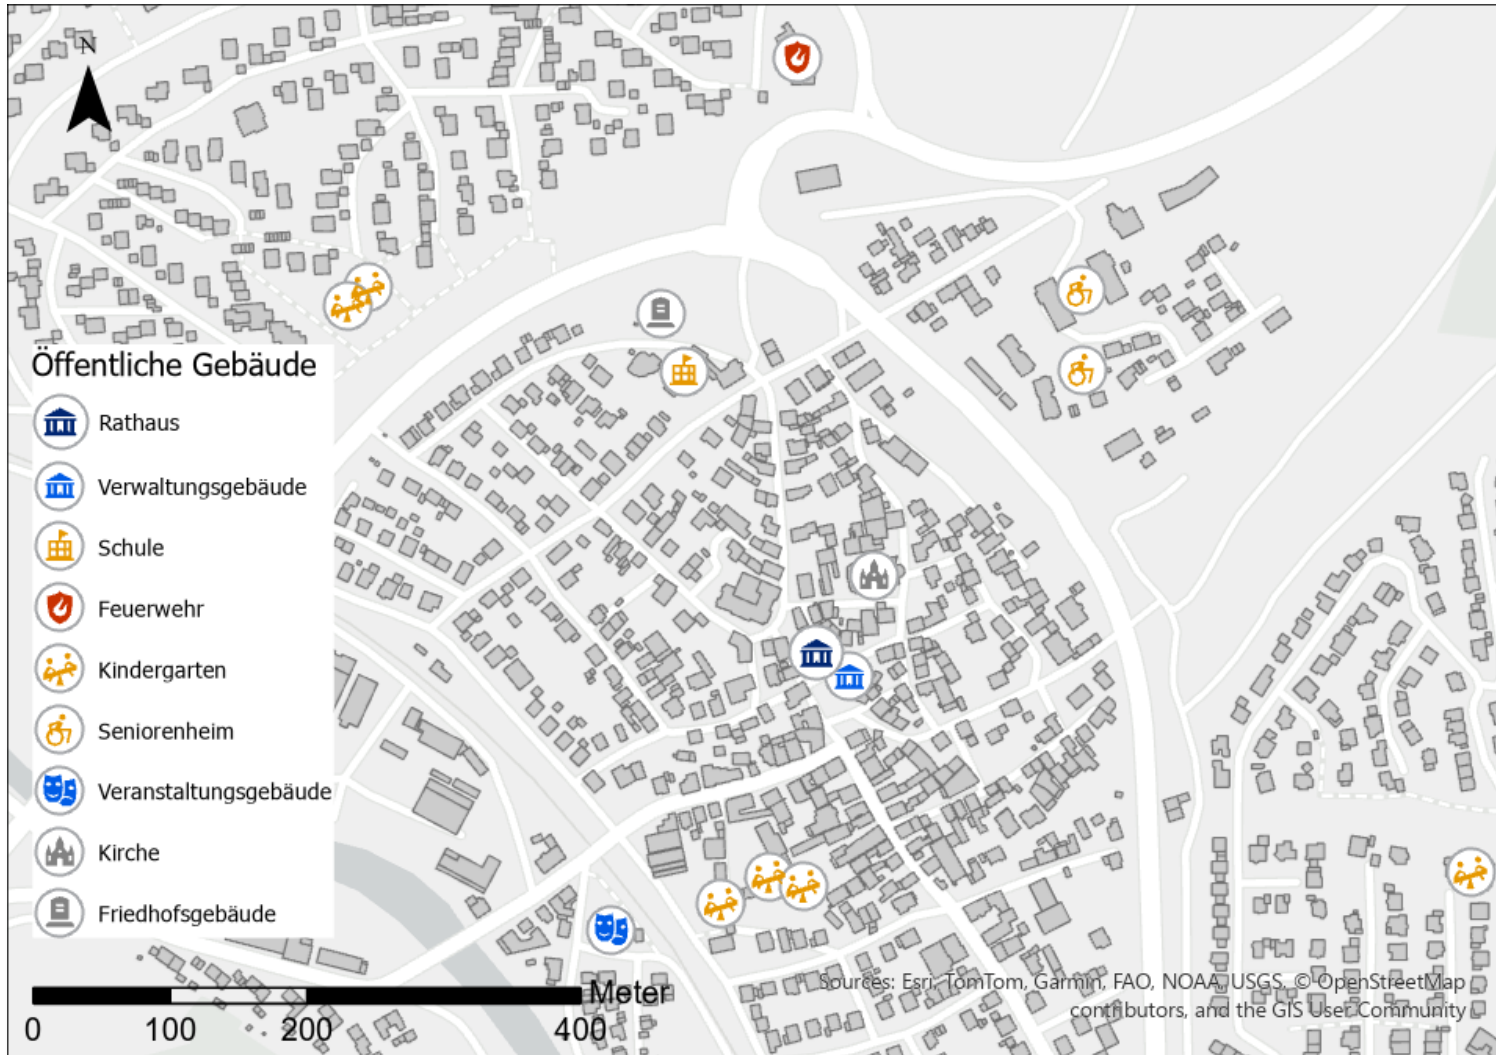 N
Öffentliche Gebäude
Rathaus
Verwaltungsgebäude
Schule
Feuerwehr
Kindergarten
Seniorenheim
Veranstaltungsgebäude
Kirche
Friedhofsgebäude
Meter
0 100 200 400
Sources: Esri, TomTom, Garmin, FAO, NOAA, USGS, © OpenStreetMap
contributors, and the GIS User Community